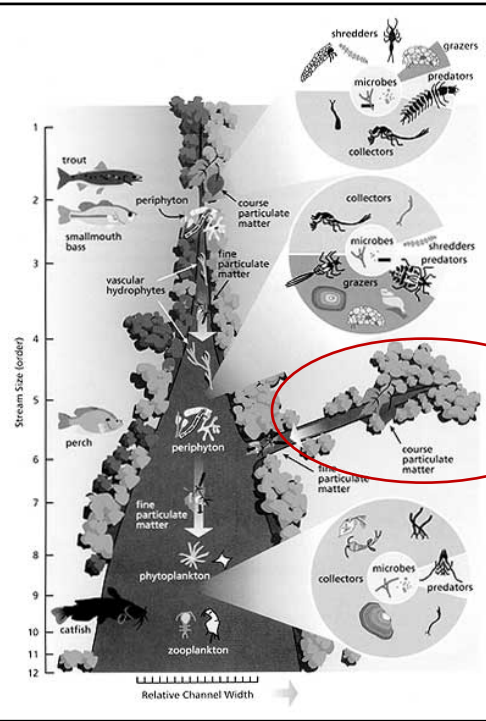 shredders
grazers
microbes
predators
collectors
1
trout
2
periphyton
course
particulate
matter
smallmouth
bass
collectors
microbes
shredders
predators
grazers
3
fine
particulate
matter
vascular
hydrophytes
4
Stream Size (order)
5
perch
periphyton
course
particulate
matter
6
fine
particulate
matter
7
fine
particulate
matter
8
phytoplankton
collectors
microbes
predators
9
catfish
10
zooplankton
11
12
Relative Channel Width